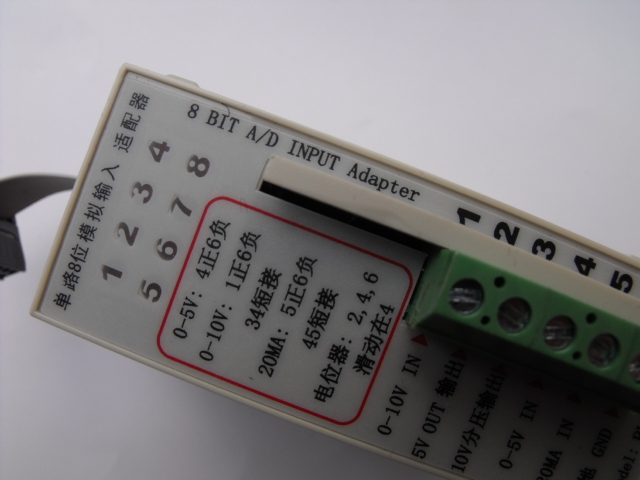 8 BIT A/D INPUT Adapter
单路8位模拟输入 适配器
1 2 3 4
5 6 7 8
0-5V: 4正6负
0-10V: 1正6负
34短接
20MA: 5正6负
45短接
电位器: 2,4,6
滑动在4
1 2 3 4 5
0-10V IN
5V OUT 输出
10V分压输出
0-5V IN
20MA IN
地 GND